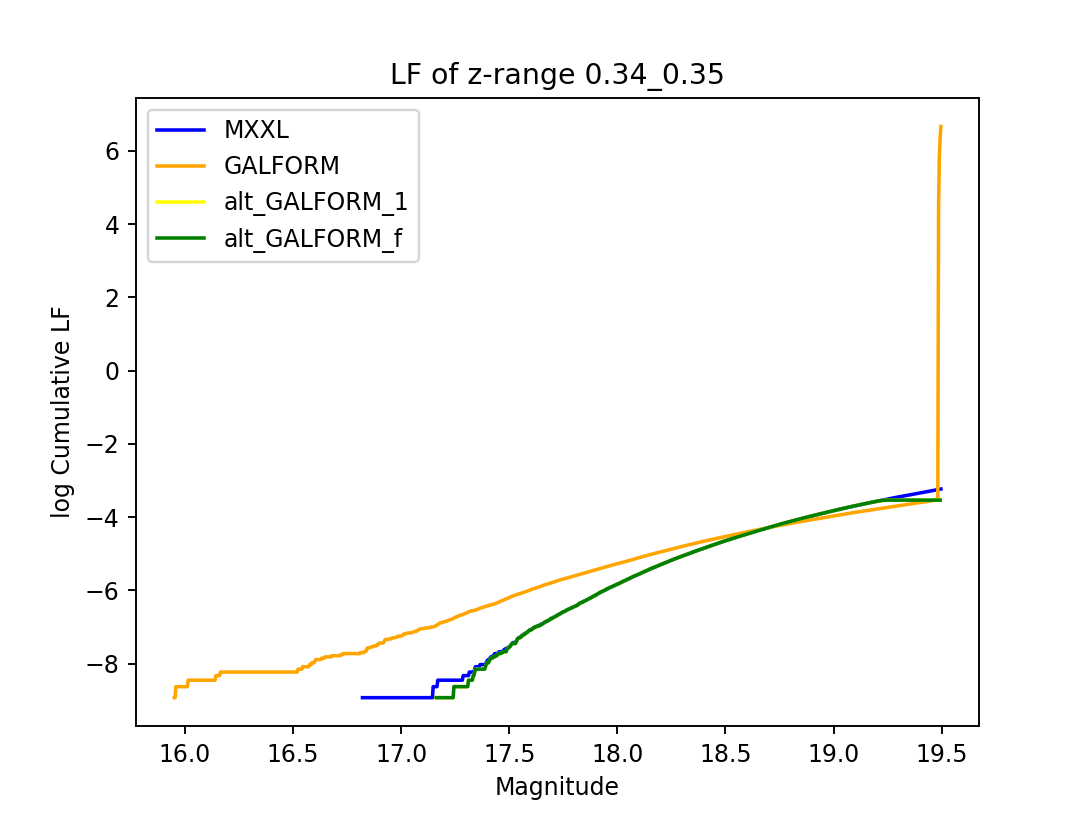 LF of z-range 0.34_0.35
MXXL
GALFORM
alt_GALFORM_1
alt_GALFORM_f
log Cumulative LF
6
4
2
0
−2
−4
−6
−8
16.0 16.5 17.0 17.5 18.0 18.5 19.0 19.5
Magnitude